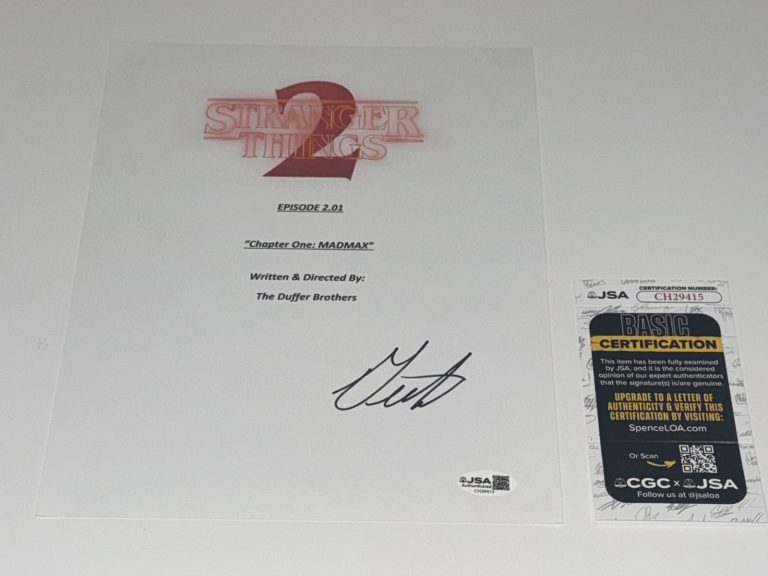 STRANGER
THINGS
2
EPISODE 2.01
"Chapter One: MADMAX"
Written & Directed By:
The Duffer Brothers
JSA
Authenticated
CH29415
JSA
CERTIFICATION NUMBER:
CH29415
BASIC
CERTIFICATION
This item has been fully examined
by JSA, and it is the considered
opinion of our expert authenticators
that the signature(s) is/are genuine.
UPGRADE TO A LETTER OF
AUTHENTICITY & VERIFY THIS
CERTIFICATION BY VISITING:
SpenceLOA.com
Or Scan
CGC x JSA
Follow us at @jsaloa